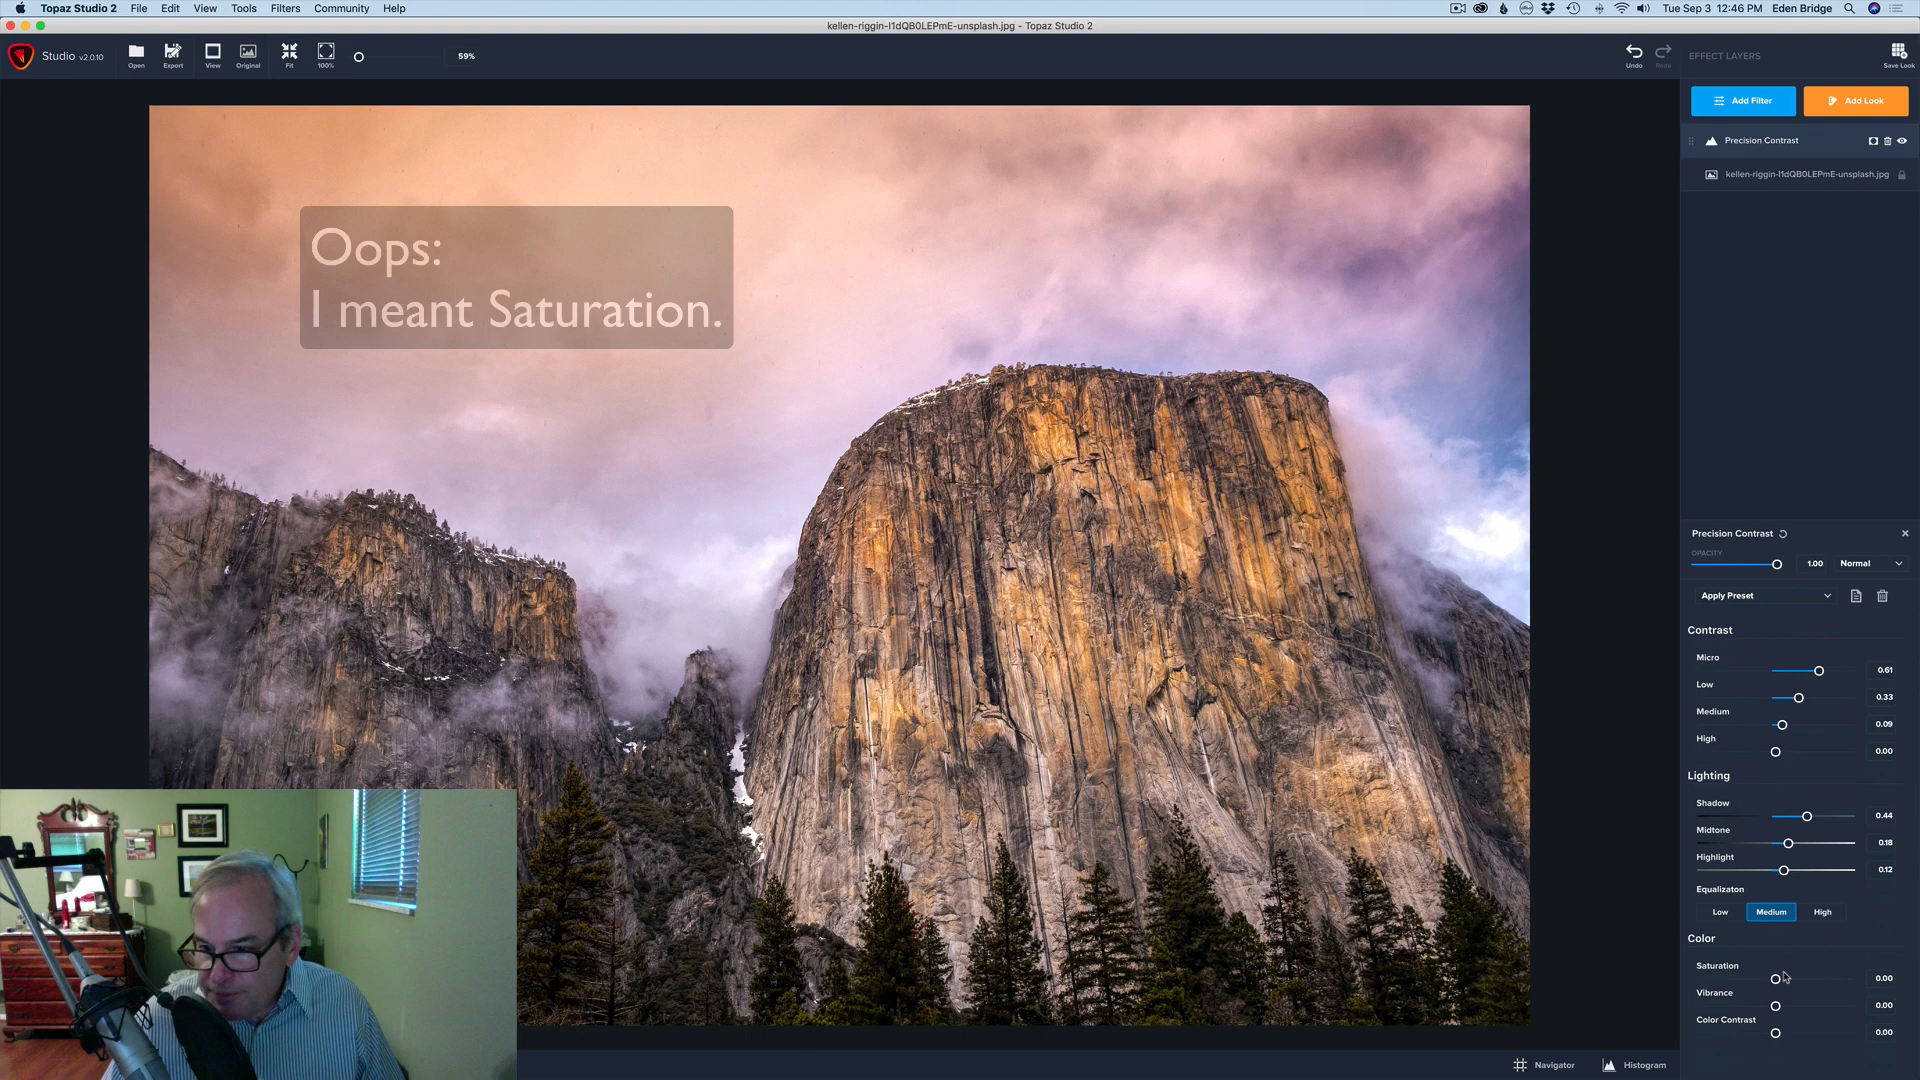 Topaz Studio 2 File Edit View Tools Filters Community Help
Tue Sep 3 12:46 PM Eden Bridge
kellen-riggin-I1dQB0LEPmE-unsplash.jpg - Topaz Studio 2
Studio v2.0.10
Open Export View Original Fit 100%
59%
Undo Redo
EFFECT LAYERS
Save Look
Add Filter Add Look
Precision Contrast
kellen-riggin-I1dQB0LEPmE-unsplash.jpg
Oops:
I meant Saturation.
Precision Contrast
OPACITY
1.00 Normal
Apply Preset
Contrast
Micro
0.61
Low
0.33
Medium
0.09
High
0.00
Lighting
Shadow
0.44
Midtone
0.18
Highlight
0.12
Equalizaton
Low Medium High
Color
Saturation
0.00
Vibrance
0.00
Color Contrast
0.00
Navigator Histogram